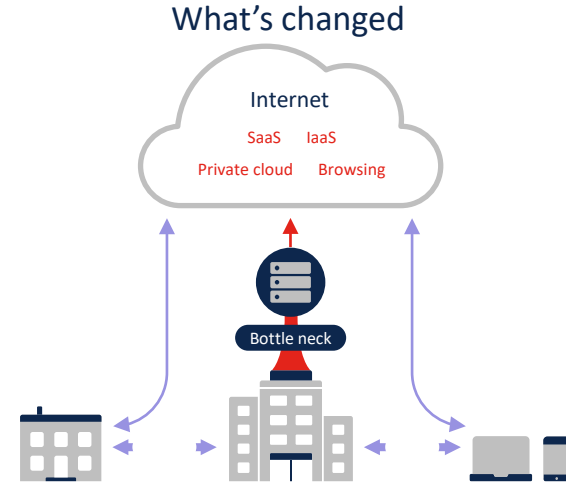 What’s changed
Internet
SaaS IaaS
Private cloud Browsing
Bottle neck